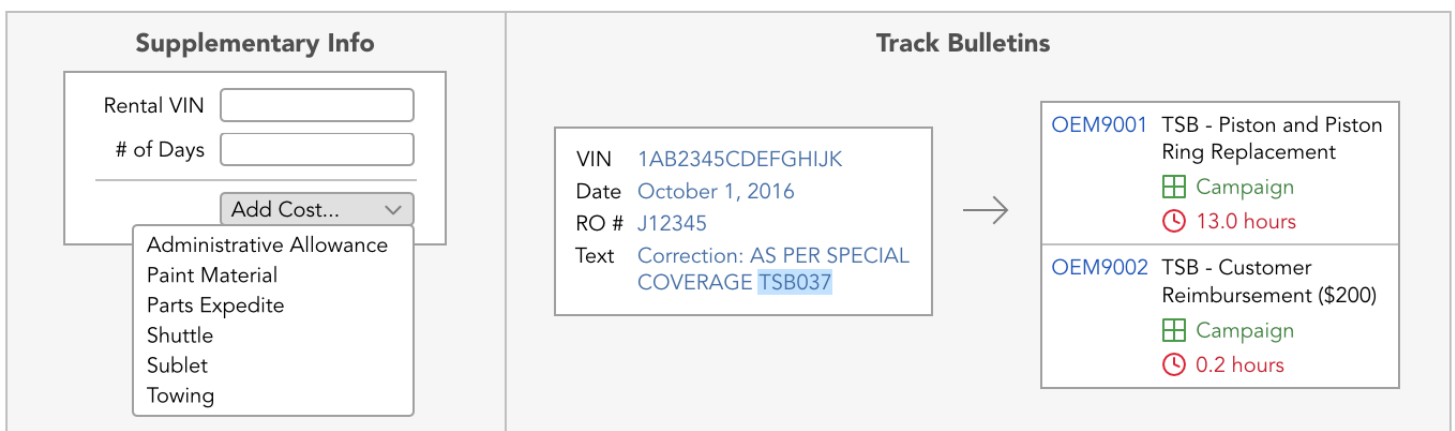 Supplementary Info
Rental VIN
# of Days
Add Cost...
Administrative Allowance
Paint Material
Parts Expedite
Shuttle
Sublet
Towing
Track Bulletins
VIN 1AB2345CDEFGHIJK
Date October 1, 2016
RO # J12345
Text Correction: AS PER SPECIAL
COVERAGE TSB037
OEM9001 TSB - Piston and Piston
Ring Replacement
Campaign
13.0 hours
OEM9002 TSB - Customer
Reimbursement ($200)
Campaign
0.2 hours